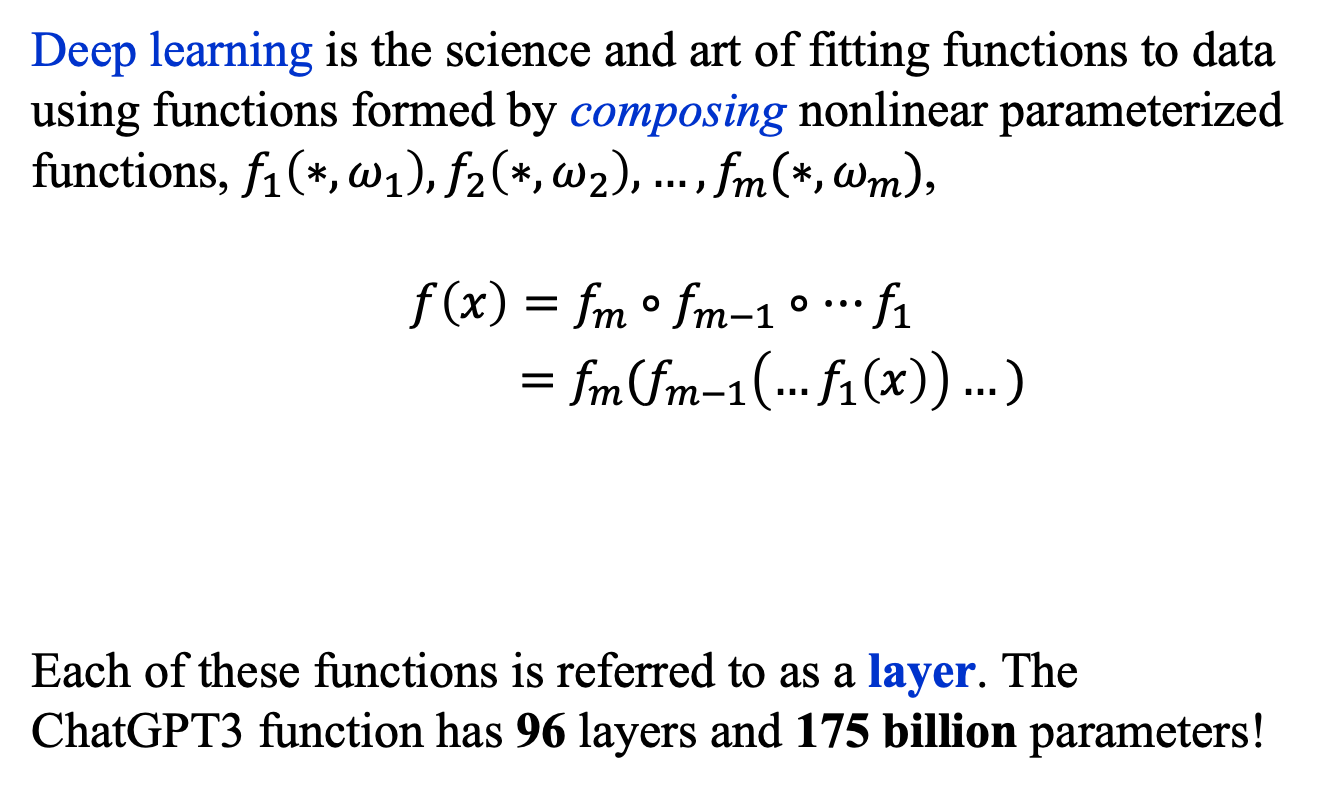 Deep learning is the science and art of fitting functions to data
using functions formed by composing nonlinear parameterized
functions, 𝑓₁(∗, 𝜔₁), 𝑓₂(∗, 𝜔₂), … , 𝑓ₘ(∗, 𝜔ₘ),
𝑓(𝑥) = 𝑓ₘ ∘ 𝑓ₘ₋₁ ∘ ⋯ 𝑓₁
= 𝑓ₘ(𝑓ₘ₋₁(… 𝑓₁(𝑥)) … )
Each of these functions is referred to as a layer. The
ChatGPT3 function has 96 layers and 175 billion parameters!